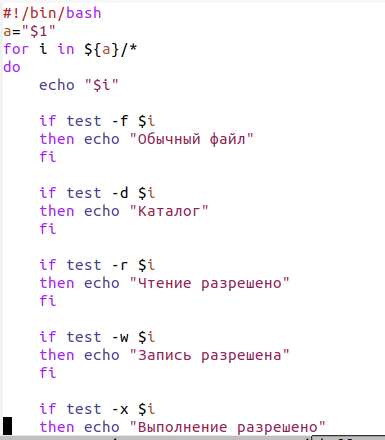 #!/bin/bash
a="$1"
for i in ${a}/*
do
    echo "$i"

    if test -f $i
    then echo "Обычный файл"
    fi

    if test -d $i
    then echo "Каталог"
    fi

    if test -r $i
    then echo "Чтение разрешено"
    fi

    if test -w $i
    then echo "Запись разрешена"
    fi

    if test -x $i
    then echo "Выполнение разрешено"